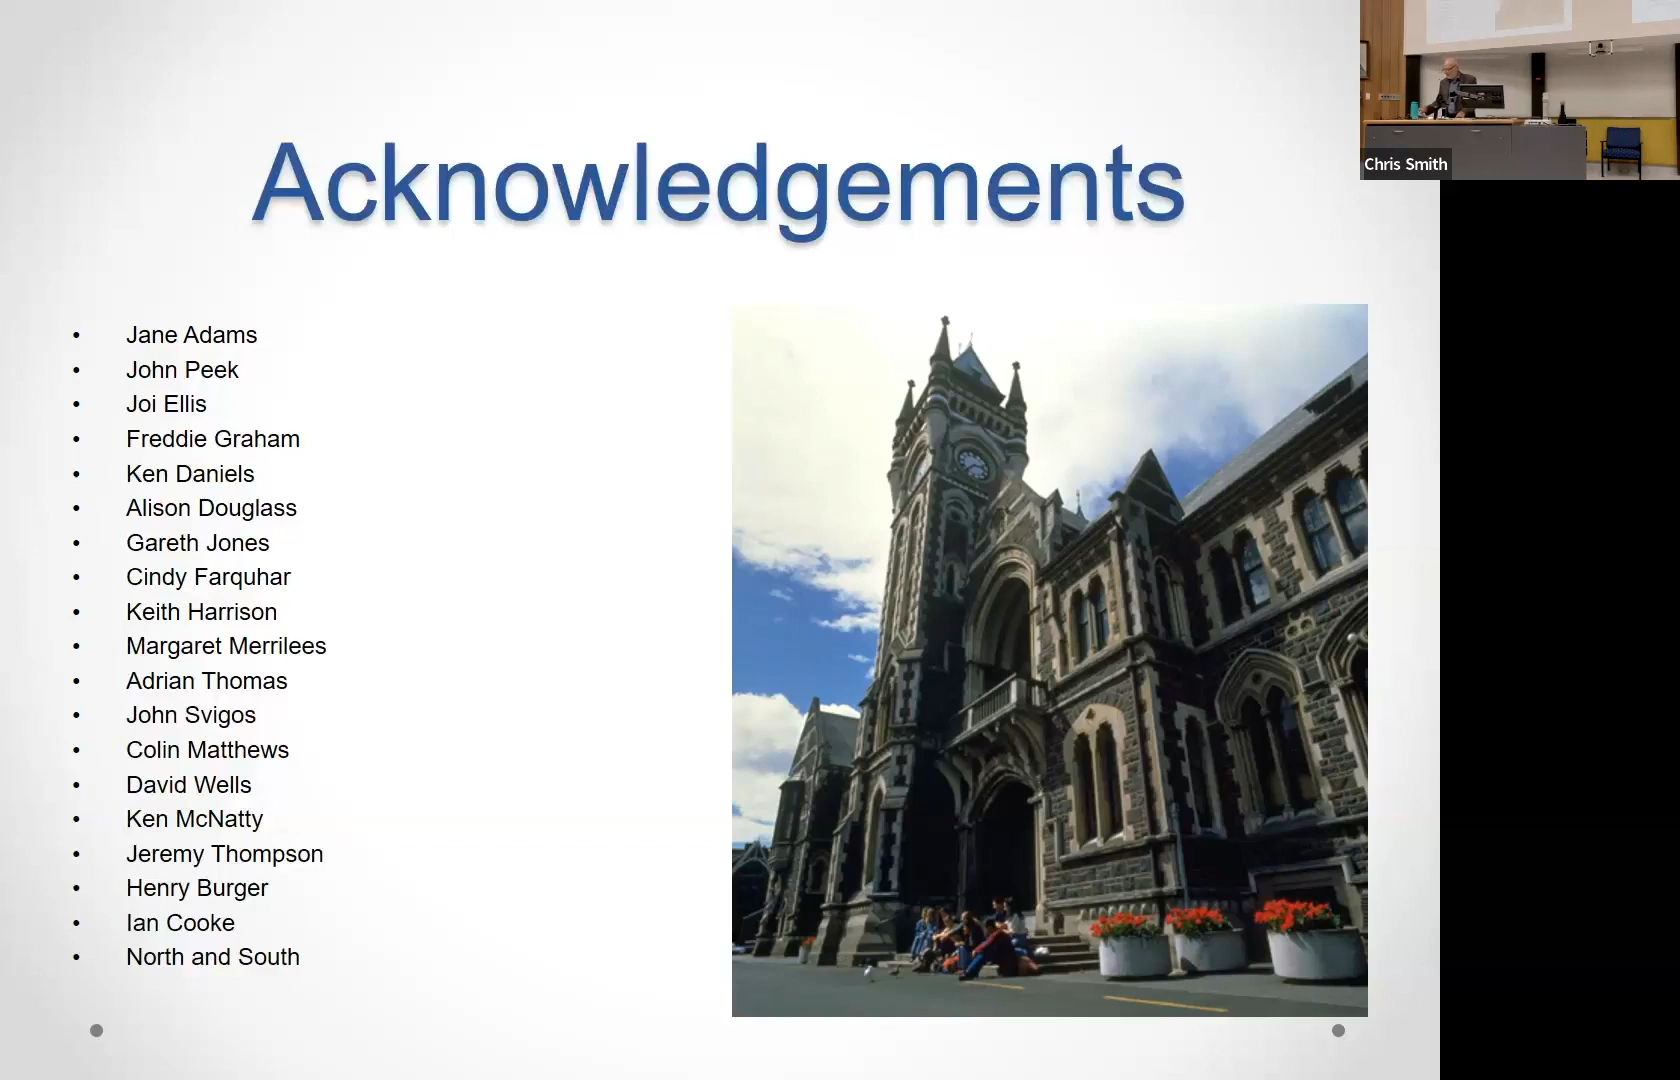 Acknowledgements
• Jane Adams
• John Peek
• Joi Ellis
• Freddie Graham
• Ken Daniels
• Alison Douglass
• Gareth Jones
• Cindy Farquhar
• Keith Harrison
• Margaret Merrilees
• Adrian Thomas
• John Svigos
• Colin Matthews
• David Wells
• Ken McNatty
• Jeremy Thompson
• Henry Burger
• Ian Cooke
• North and South
Chris Smith